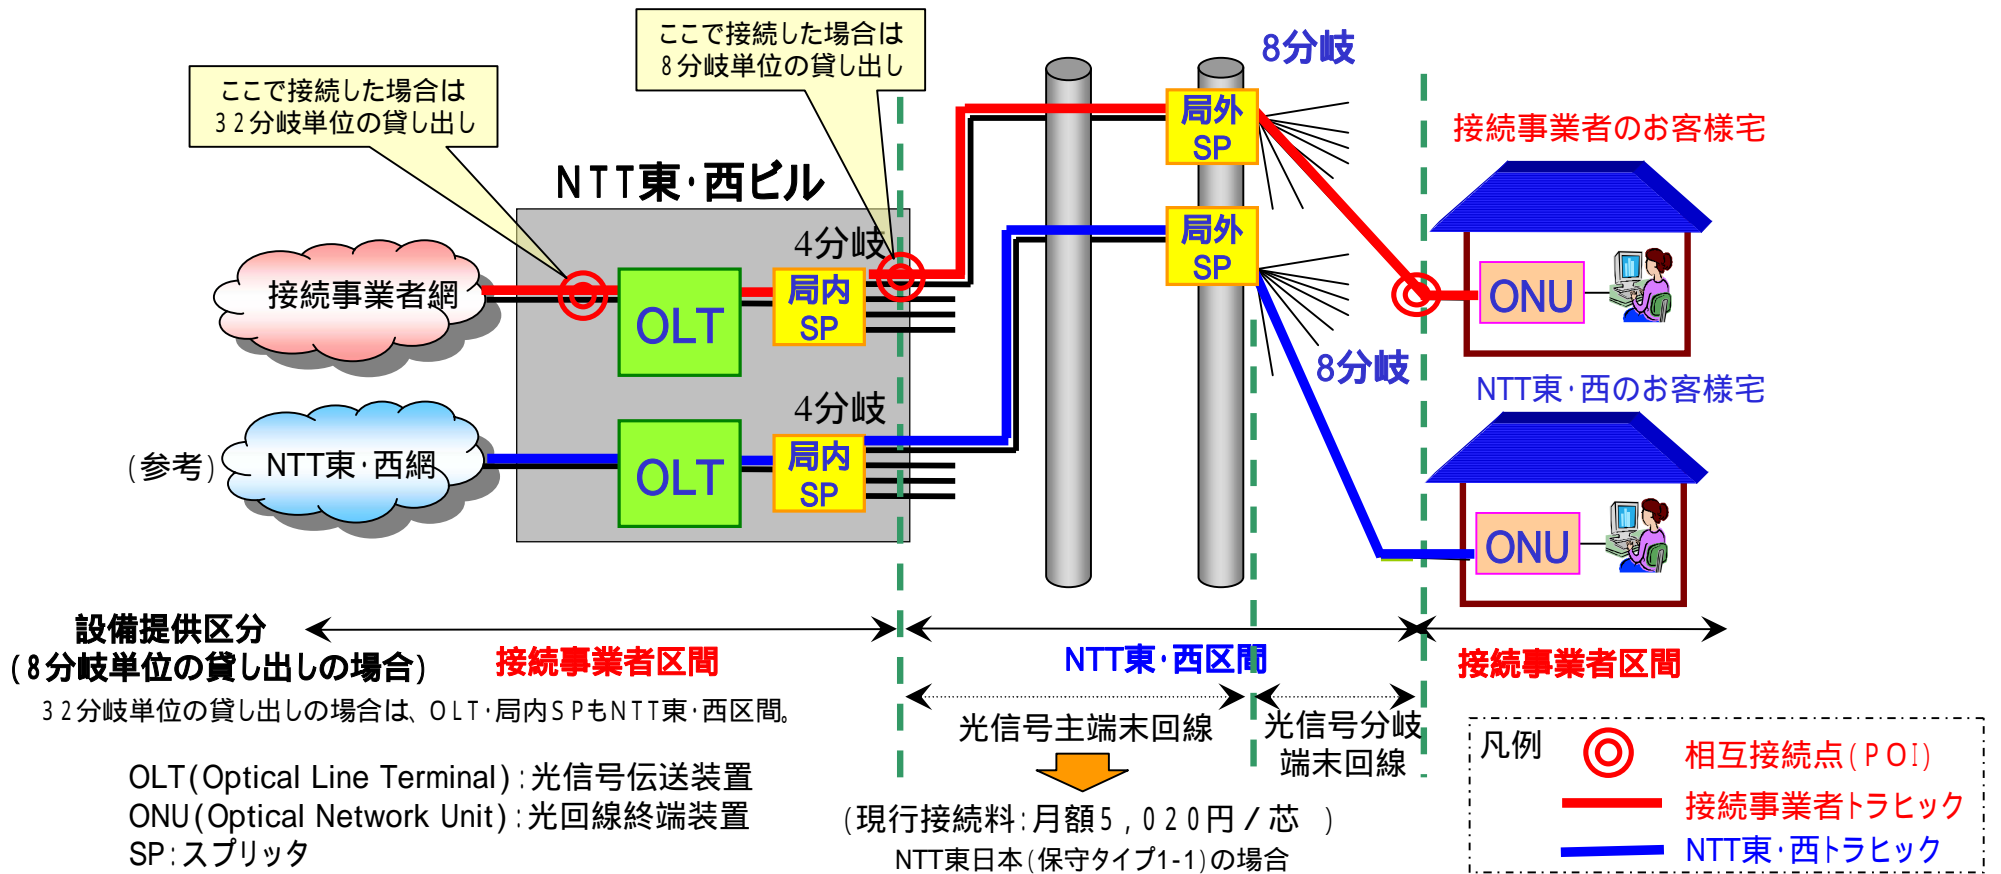 ここで接続した場合は
8分岐単位の貸し出し
ここで接続した場合は
32分岐単位の貸し出し
8分岐
局外
SP
接続事業者のお客様宅
NTT東・西ビル
4分岐
局外
SP
接続事業者網
OLT
局内
SP
ONU
8分岐
NTT東・西のお客様宅
4分岐
(参考)
NTT東・西網
OLT
局内
SP
ONU
設備提供区分
(8分岐単位の貸し出しの場合)
接続事業者区間
NTT東・西区間
接続事業者区間
32分岐単位の貸し出しの場合は、OLT・局内SPもNTT東・西区間。
光信号主端末回線
光信号分岐
端末回線
OLT(Optical Line Terminal):光信号伝送装置
ONU(Optical Network Unit):光回線終端装置
SP:スプリッタ
(現行接続料:月額5,020円/芯 )
NTT東日本(保守タイプ1-1)の場合
凡例
相互接続点(POI)
接続事業者トラヒック
NTT東・西トラヒック